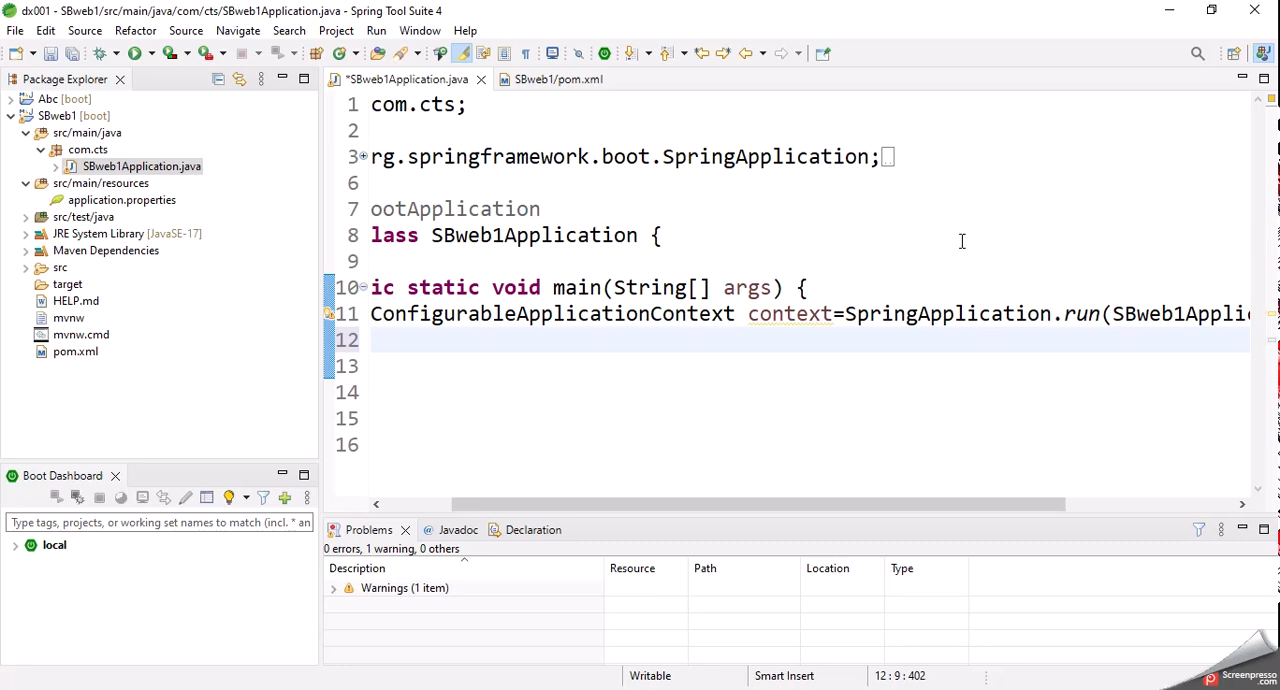 dx001 - SBweb1/src/main/java/com/cts/SBweb1Application.java - Spring Tool Suite 4
File Edit Source Refactor Source Navigate Search Project Run Window Help
Package Explorer
*SBweb1Application.java
SBweb1/pom.xml
Abc [boot]
SBweb1 [boot]
src/main/java
com.cts
SBweb1Application.java
src/main/resources
application.properties
src/test/java
JRE System Library [JavaSE-17]
Maven Dependencies
src
target
HELP.md
mvnw
mvnw.cmd
pom.xml
1 com.cts;
2
3 rg.springframework.boot.SpringApplication;
6
7 ootApplication
8 lass SBweb1Application {
9
10 ic static void main(String[] args) {
11 ConfigurableApplicationContext context=SpringApplication.run(SBweb1Applic
12
13
14
15
16
Boot Dashboard
Type tags, projects, or working set names to match (incl. * an
local
Problems
@ Javadoc
Declaration
0 errors, 1 warning, 0 others
Description Resource Path Location Type
Warnings (1 item)
Writable Smart Insert 12 : 9 : 402
Screenpresso
.com